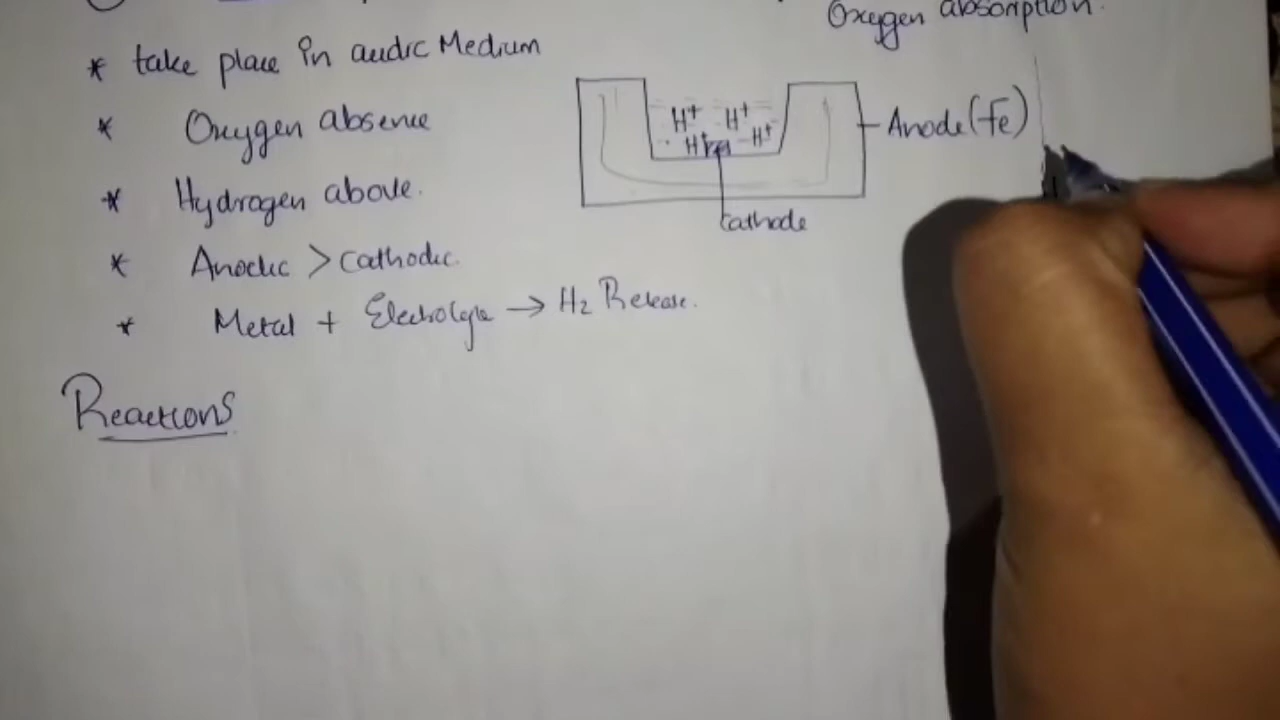 Oxygen absorption.
* take place in acidic Medium
* Oxygen absence
* Hydrogen above.
* Anodic > Cathodic.
* Metal + Electrolyte → H2 Release.
H+ H+
H+ H+
Anode (Fe)
Cathode
Reactions